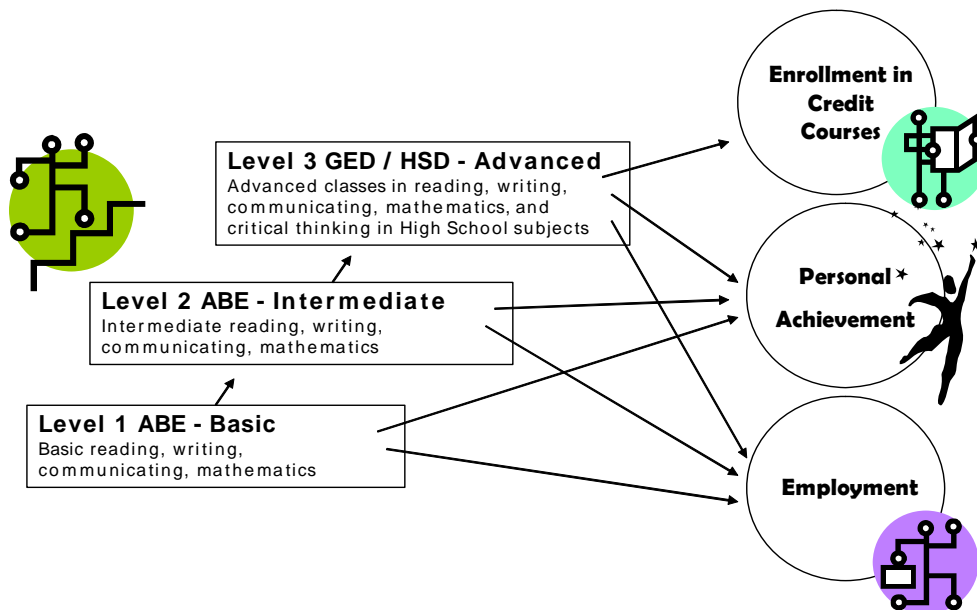 Enrollment in
Credit
Courses
Level 3 GED / HSD - Advanced
Advanced classes in reading, writing,
communicating, mathematics, and
critical thinking in High School subjects
Personal
Achievement
Level 2 ABE - Intermediate
Intermediate reading, writing,
communicating, mathematics
Level 1 ABE - Basic
Basic reading, writing,
communicating, mathematics
Employment